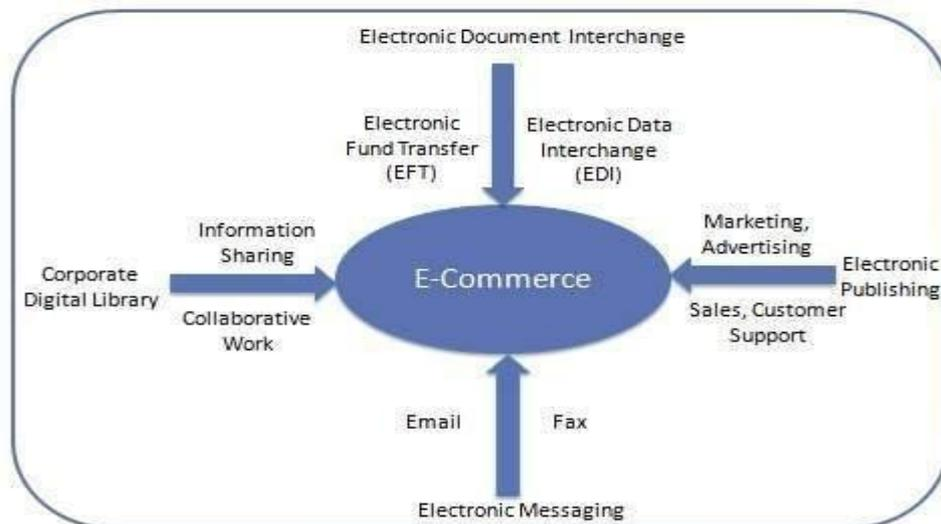 Electronic Document Interchange
Electronic
Fund Transfer
(EFT)
Electronic Data
Interchange
(EDI)
Information
Sharing
Marketing,
Advertising
Corporate
Digital Library
E-Commerce
Electronic
Publishing
Collaborative
Work
Sales, Customer
Support
Email
Fax
Electronic Messaging